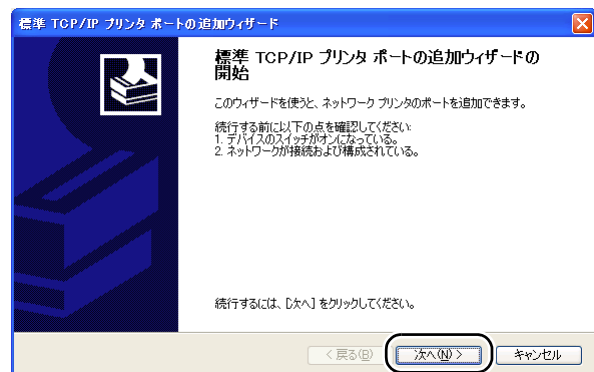 標準 TCP/IP プリンタ ポートの追加ウィザード
標準 TCP/IP プリンタ ポートの追加ウィザードの
開始
このウィザードを使うと、ネットワーク プリンタのポートを追加できます。
続行する前に以下の点を確認してください:
1. デバイスのスイッチがオンになっている。
2. ネットワークが接続および構成されている。
続行するには、[次へ] をクリックしてください。
< 戻る(B)
次へ(N) >
キャンセル